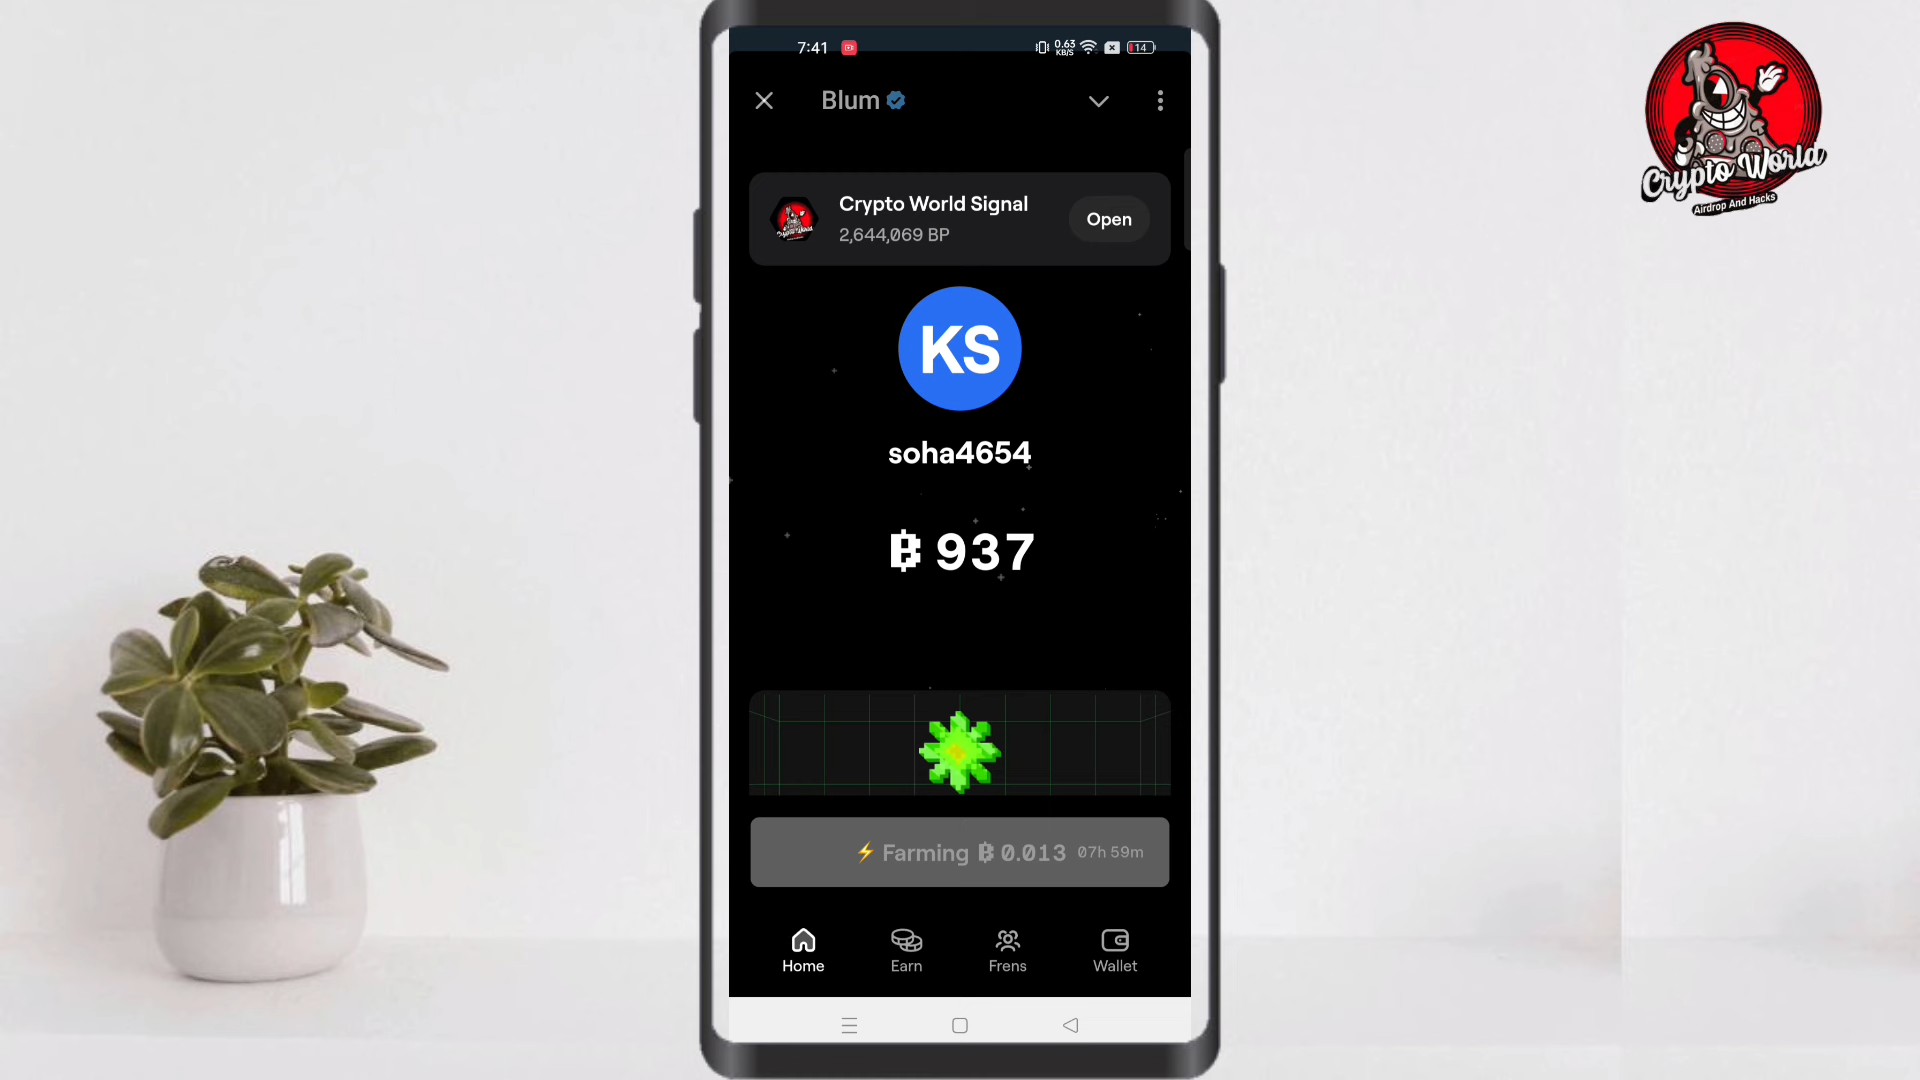 7:41
0.63
KB/S
14
Blum
Crypto World Signal
2,644,069 BP
Open
KS
soha4654
937
Farming 0.013 07h 59m
Home
Earn
Frens
Wallet
Crypto World
Airdrop And Hacks